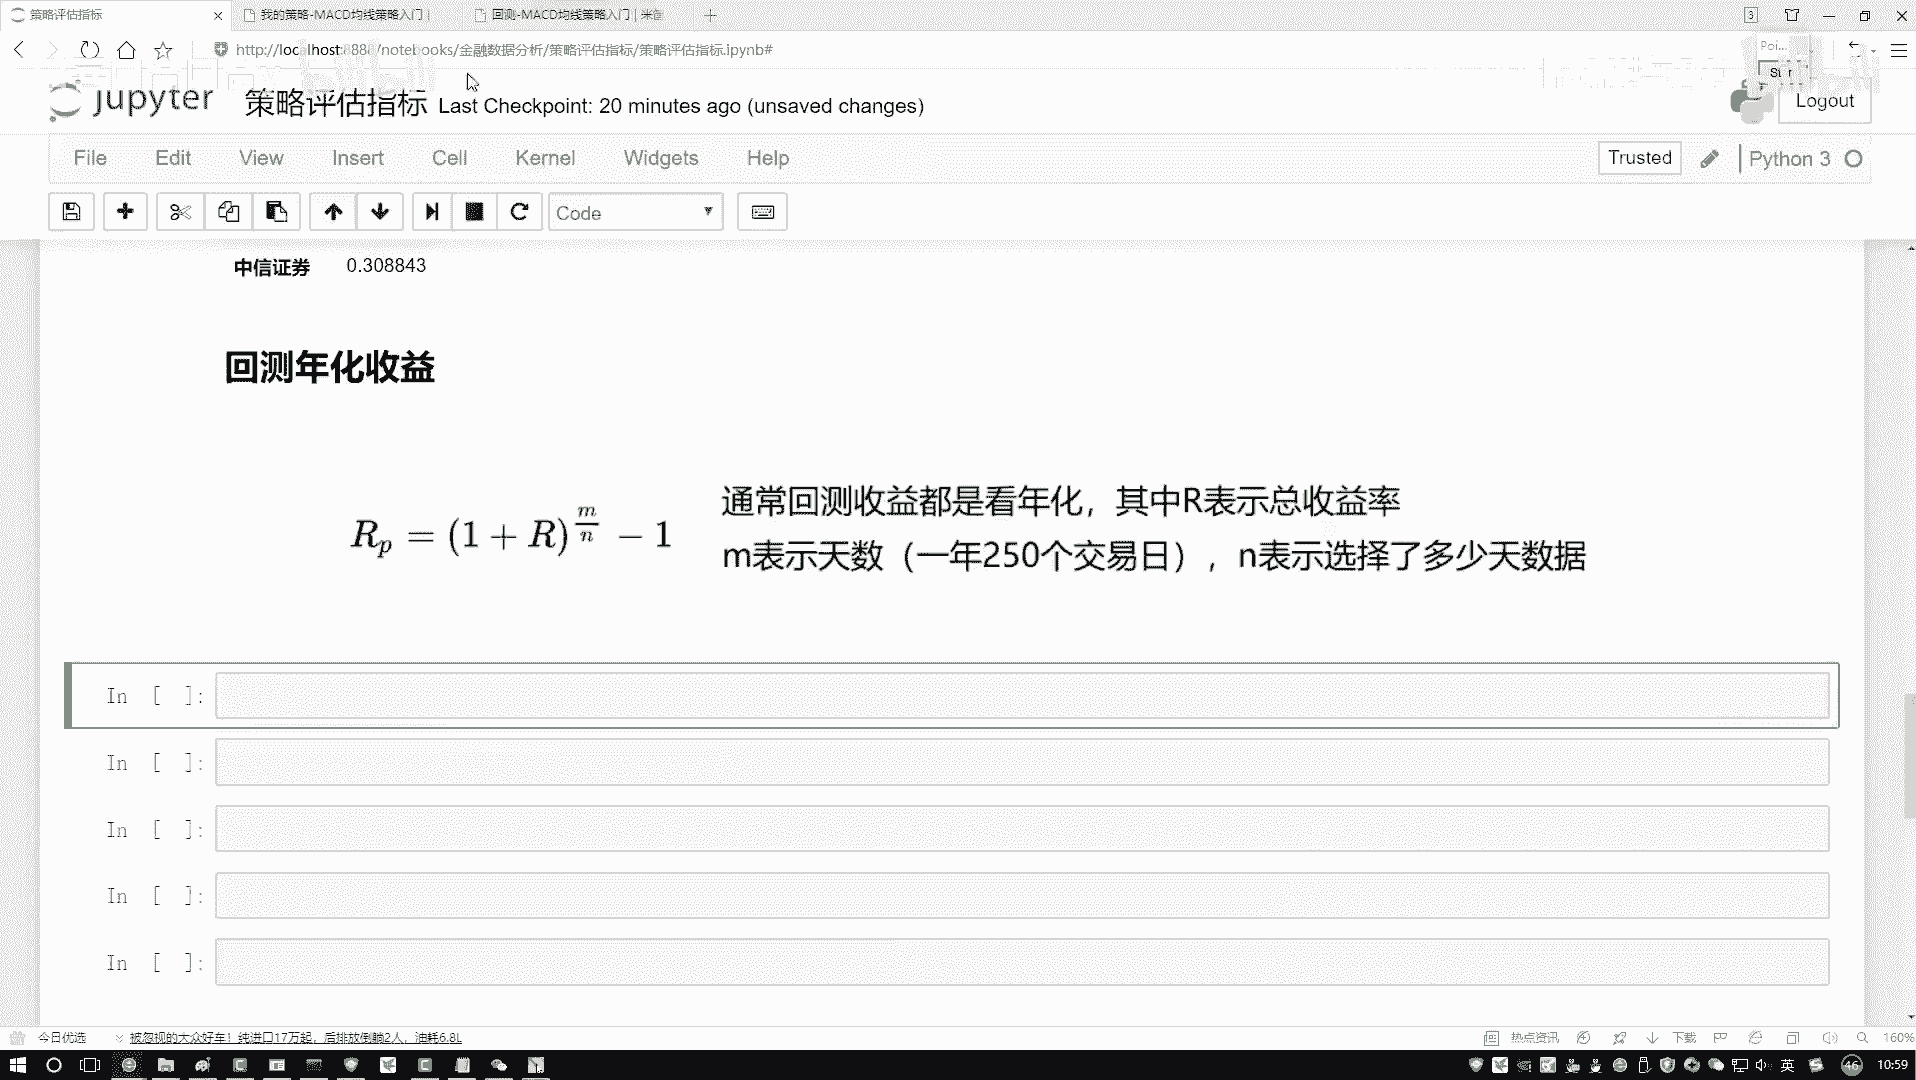 策略评估指标
我的策略-MACD均线策略入门
回测-MACD均线策略入门 | 米筐
3
http://localhost:8888/notebooks/金融数据分析/策略评估指标/策略评估指标.ipynb#
Poi...
jupyter 策略评估指标 Last Checkpoint: 20 minutes ago (unsaved changes)
Logout
File Edit View Insert Cell Kernel Widgets Help
Trusted Python 3
Code
中信证券 0.308843
回测年化收益
R_p = (1 + R)^{m/n} − 1
通常回测收益都是看年化，其中R表示总收益率
m表示天数（一年250个交易日），n表示选择了多少天数据
In [ ]:
In [ ]:
In [ ]:
In [ ]:
In [ ]:
今日优选 被忽视的大众好车！纯进口17万起，后排放倒躺2人，油耗6.8L
热点资讯 下载 160%
英 46 10:59